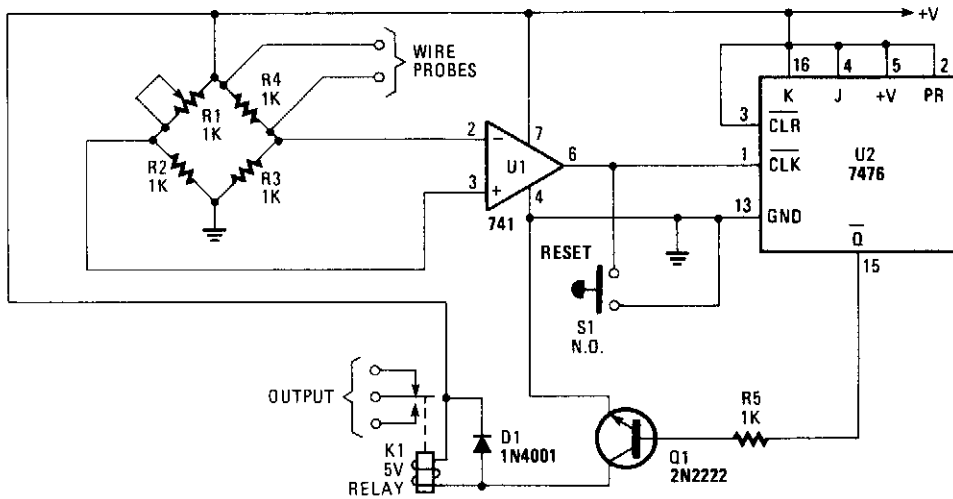 +V
WIRE
PROBES
R4
1K
R1
1K
R2
1K
R3
1K
2
−
7
U1
6
3
+
4
741
16
4
5
2
K
J
+V
PR
3
CLR
1
CLK
U2
7476
13
GND
Q
15
RESET
S1
N.O.
OUTPUT
K1
5V
RELAY
D1
1N4001
Q1
2N2222
R5
1K